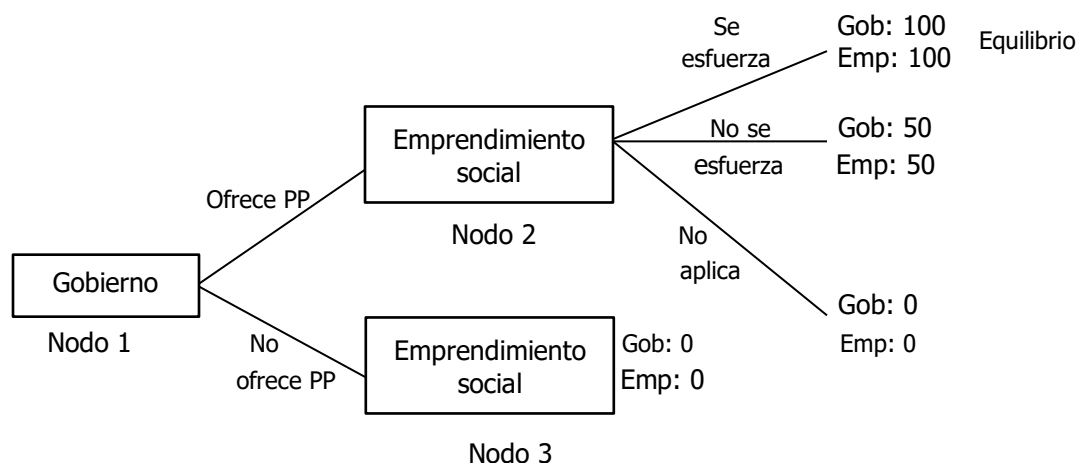 Se
esfuerza
Gob: 100
Emp: 100
Equilibrio
Emprendimiento
social
No se
esfuerza
Gob: 50
Emp: 50
Ofrece PP
Nodo 2
No
aplica
Gobierno
Nodo 1
No
ofrece PP
Emprendimiento
social
Gob: 0
Emp: 0
Gob: 0
Emp: 0
Nodo 3